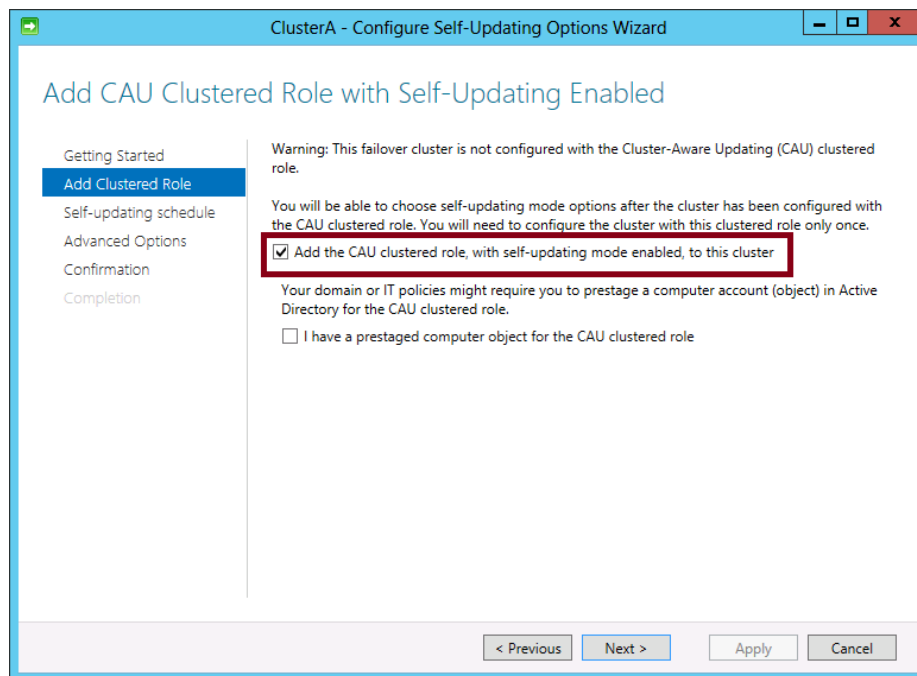 ClusterA - Configure Self-Updating Options Wizard
Add CAU Clustered Role with Self-Updating Enabled
Getting Started
Add Clustered Role
Self-updating schedule
Advanced Options
Confirmation
Completion
Warning: This failover cluster is not configured with the Cluster-Aware Updating (CAU) clustered
role.
You will be able to choose self-updating mode options after the cluster has been configured with
the CAU clustered role. You will need to configure the cluster with this clustered role only once.
Add the CAU clustered role, with self-updating mode enabled, to this cluster
Your domain or IT policies might require you to prestage a computer account (object) in Active
Directory for the CAU clustered role.
I have a prestaged computer object for the CAU clustered role
< Previous
Next >
Apply
Cancel